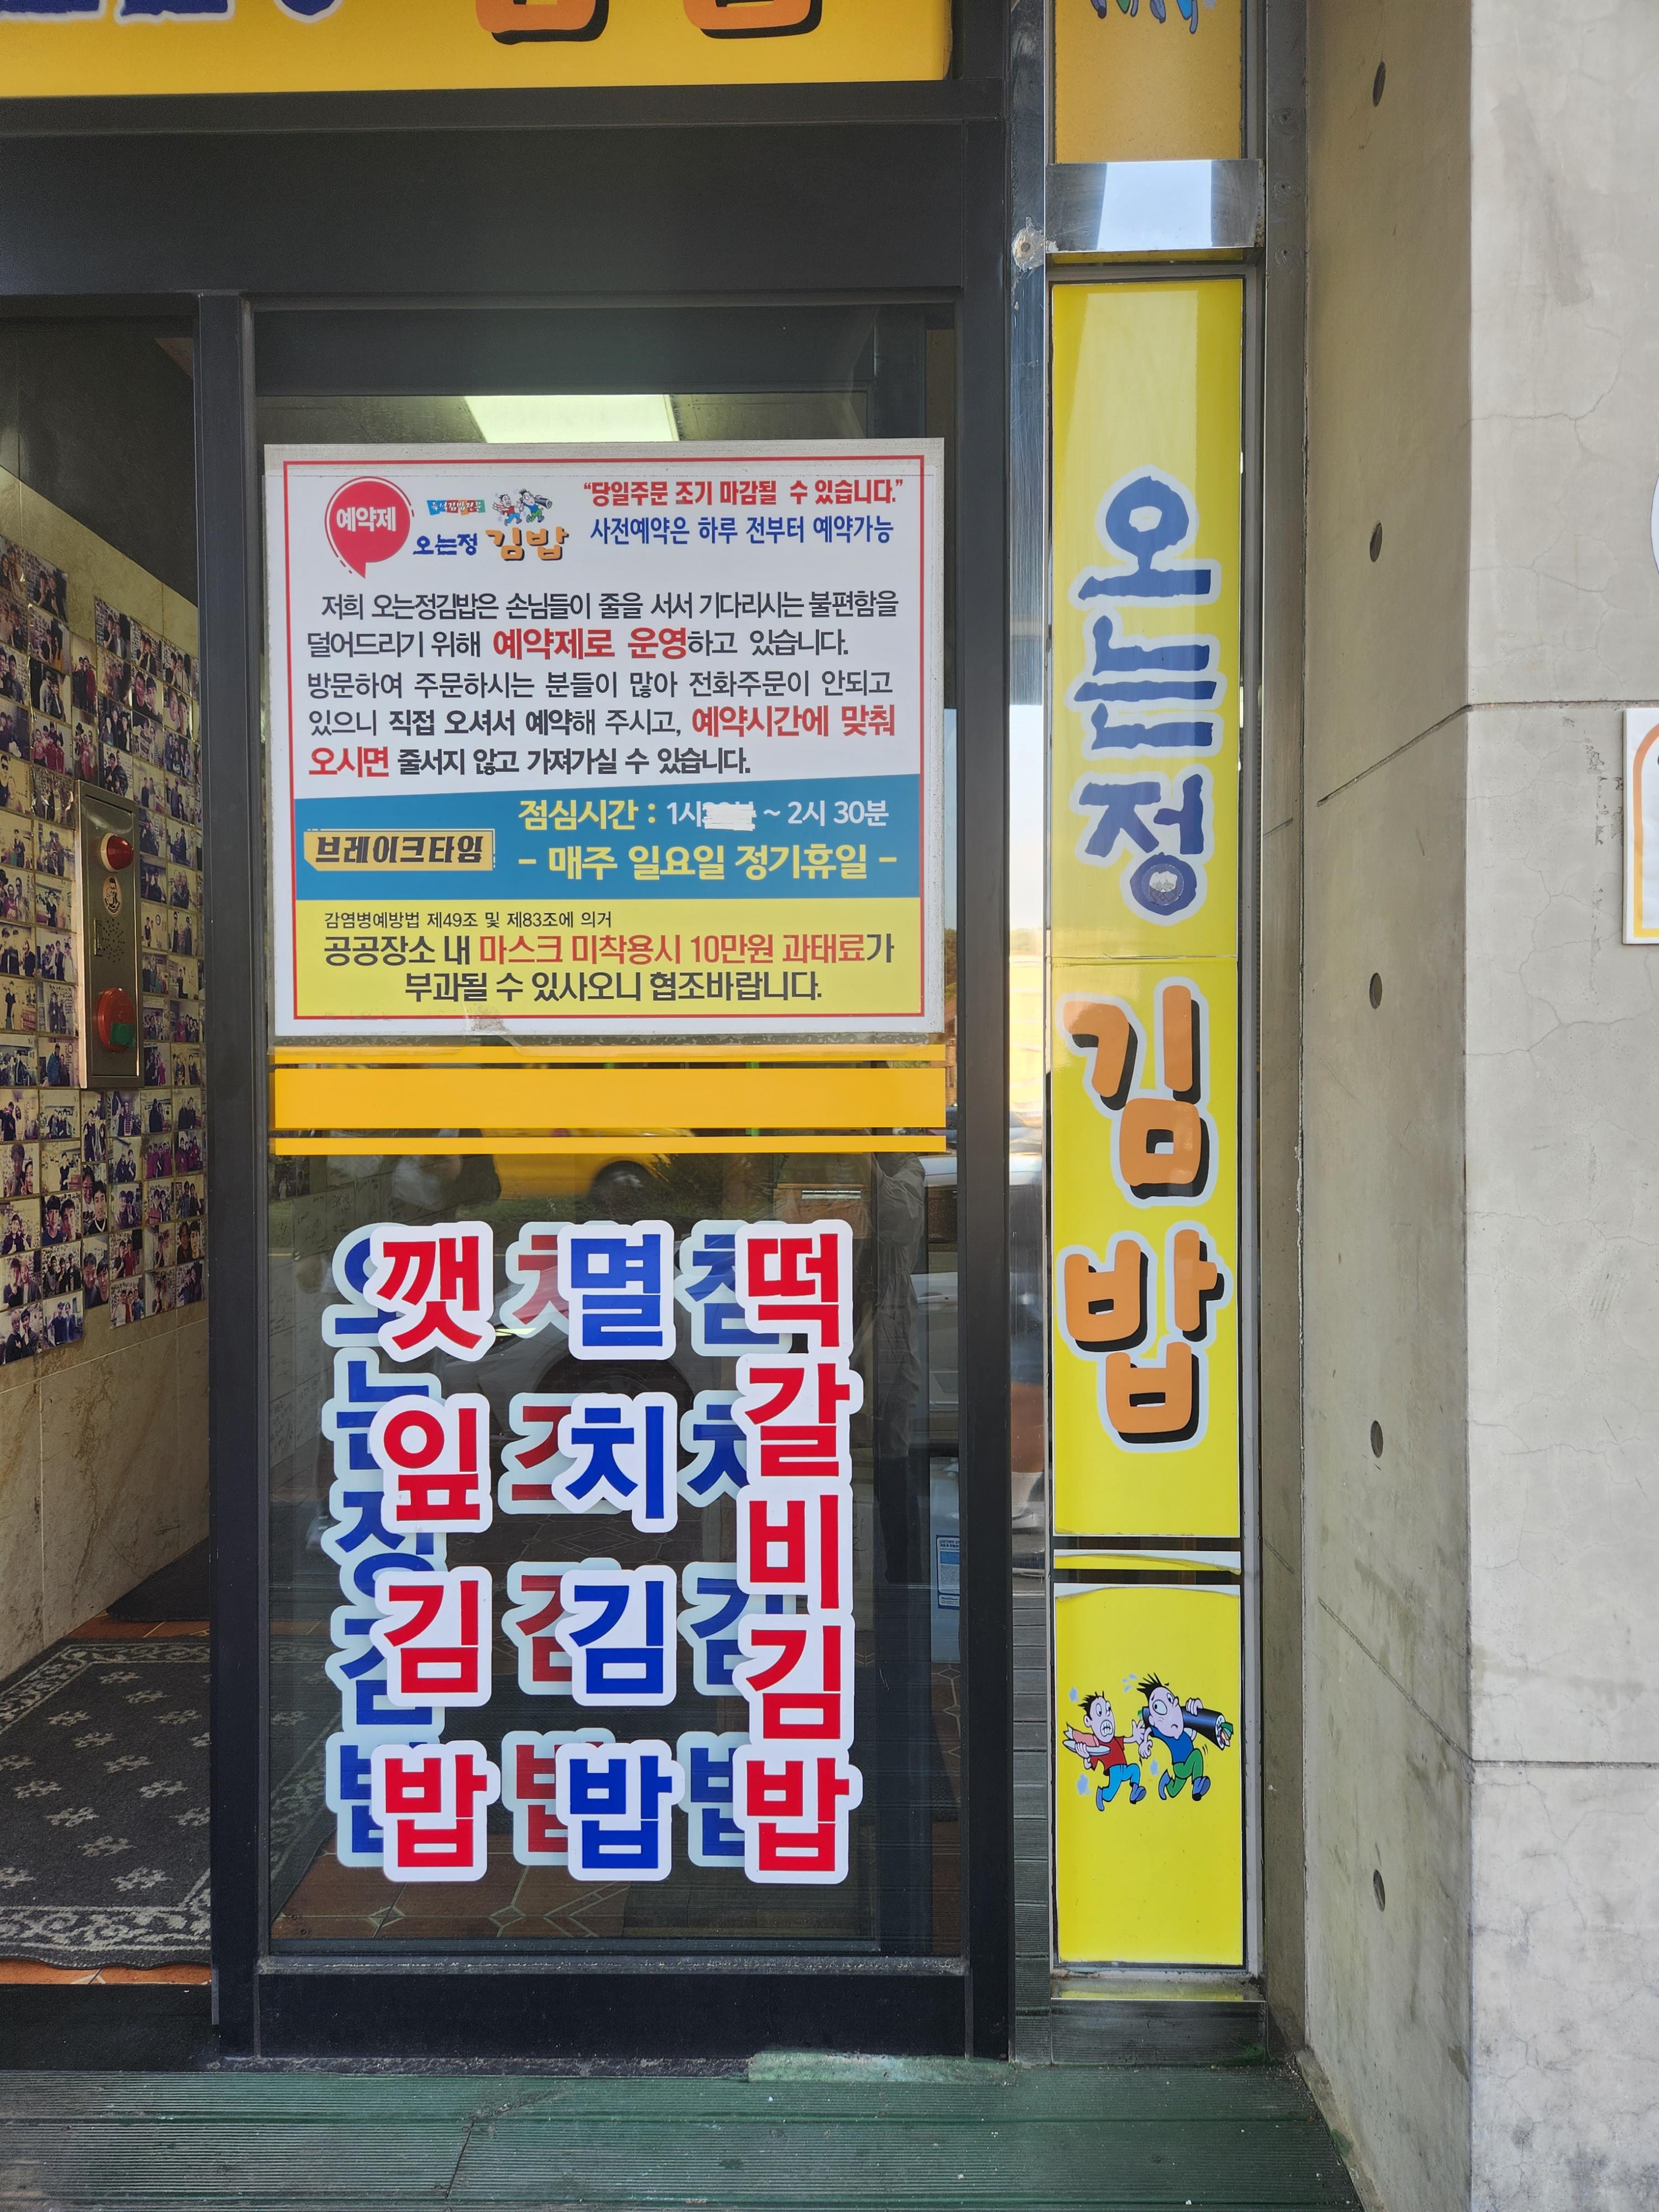 예약제
오는정 김밥
"당일주문 조기 마감될 수 있습니다."
사전예약은 하루 전부터 예약가능
저희 오는정김밥은 손님들이 줄을 서서 기다리시는 불편함을
덜어드리기 위해 예약제로 운영하고 있습니다.
방문하여 주문하시는 분들이 많아 전화주문이 안되고
있으니 직접 오셔서 예약해 주시고, 예약시간에 맞춰
오시면 줄서지 않고 가져가실 수 있습니다.
브레이크타임
점심시간 : 1시 ~ 2시 30분
- 매주 일요일 정기휴일 -
감염병예방법 제49조 및 제83조에 의거
공공장소 내 마스크 미착용시 10만원 과태료가
부과될 수 있사오니 협조바랍니다.
깻잎김밥
멸치김밥
떡갈비김밥
오는정
김밥